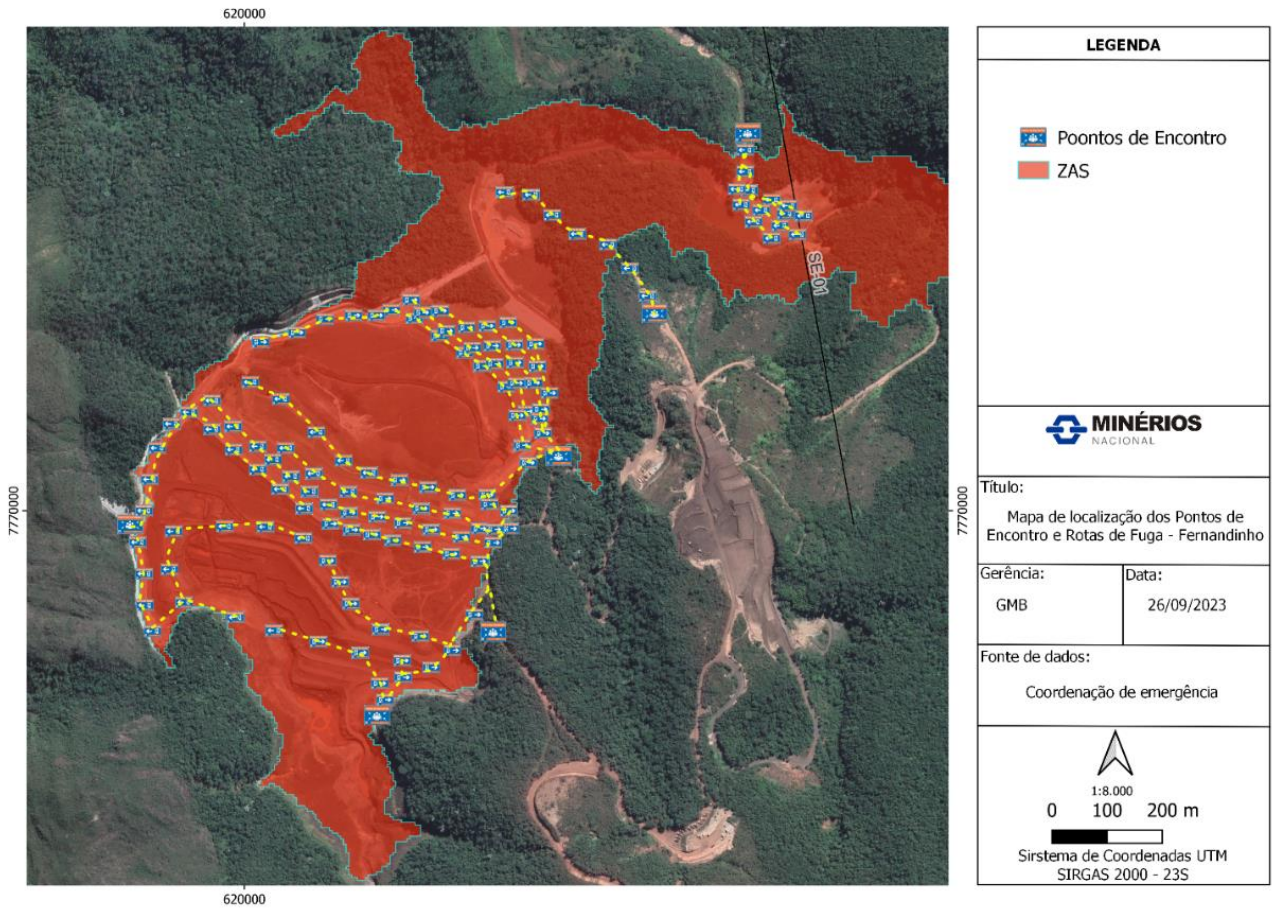 620000
7770000
SE-01
7770000
620000
LEGENDA
Poontos de Encontro
ZAS
MINÉRIOS
NACIONAL
Título:
Mapa de localização dos Pontos de
Encontro e Rotas de Fuga - Fernandinho
Gerência:
GMB
Data:
26/09/2023
Fonte de dados:
Coordenação de emergência
1:8.000
0 100 200 m
Sirstema de Coordenadas UTM
SIRGAS 2000 - 23S